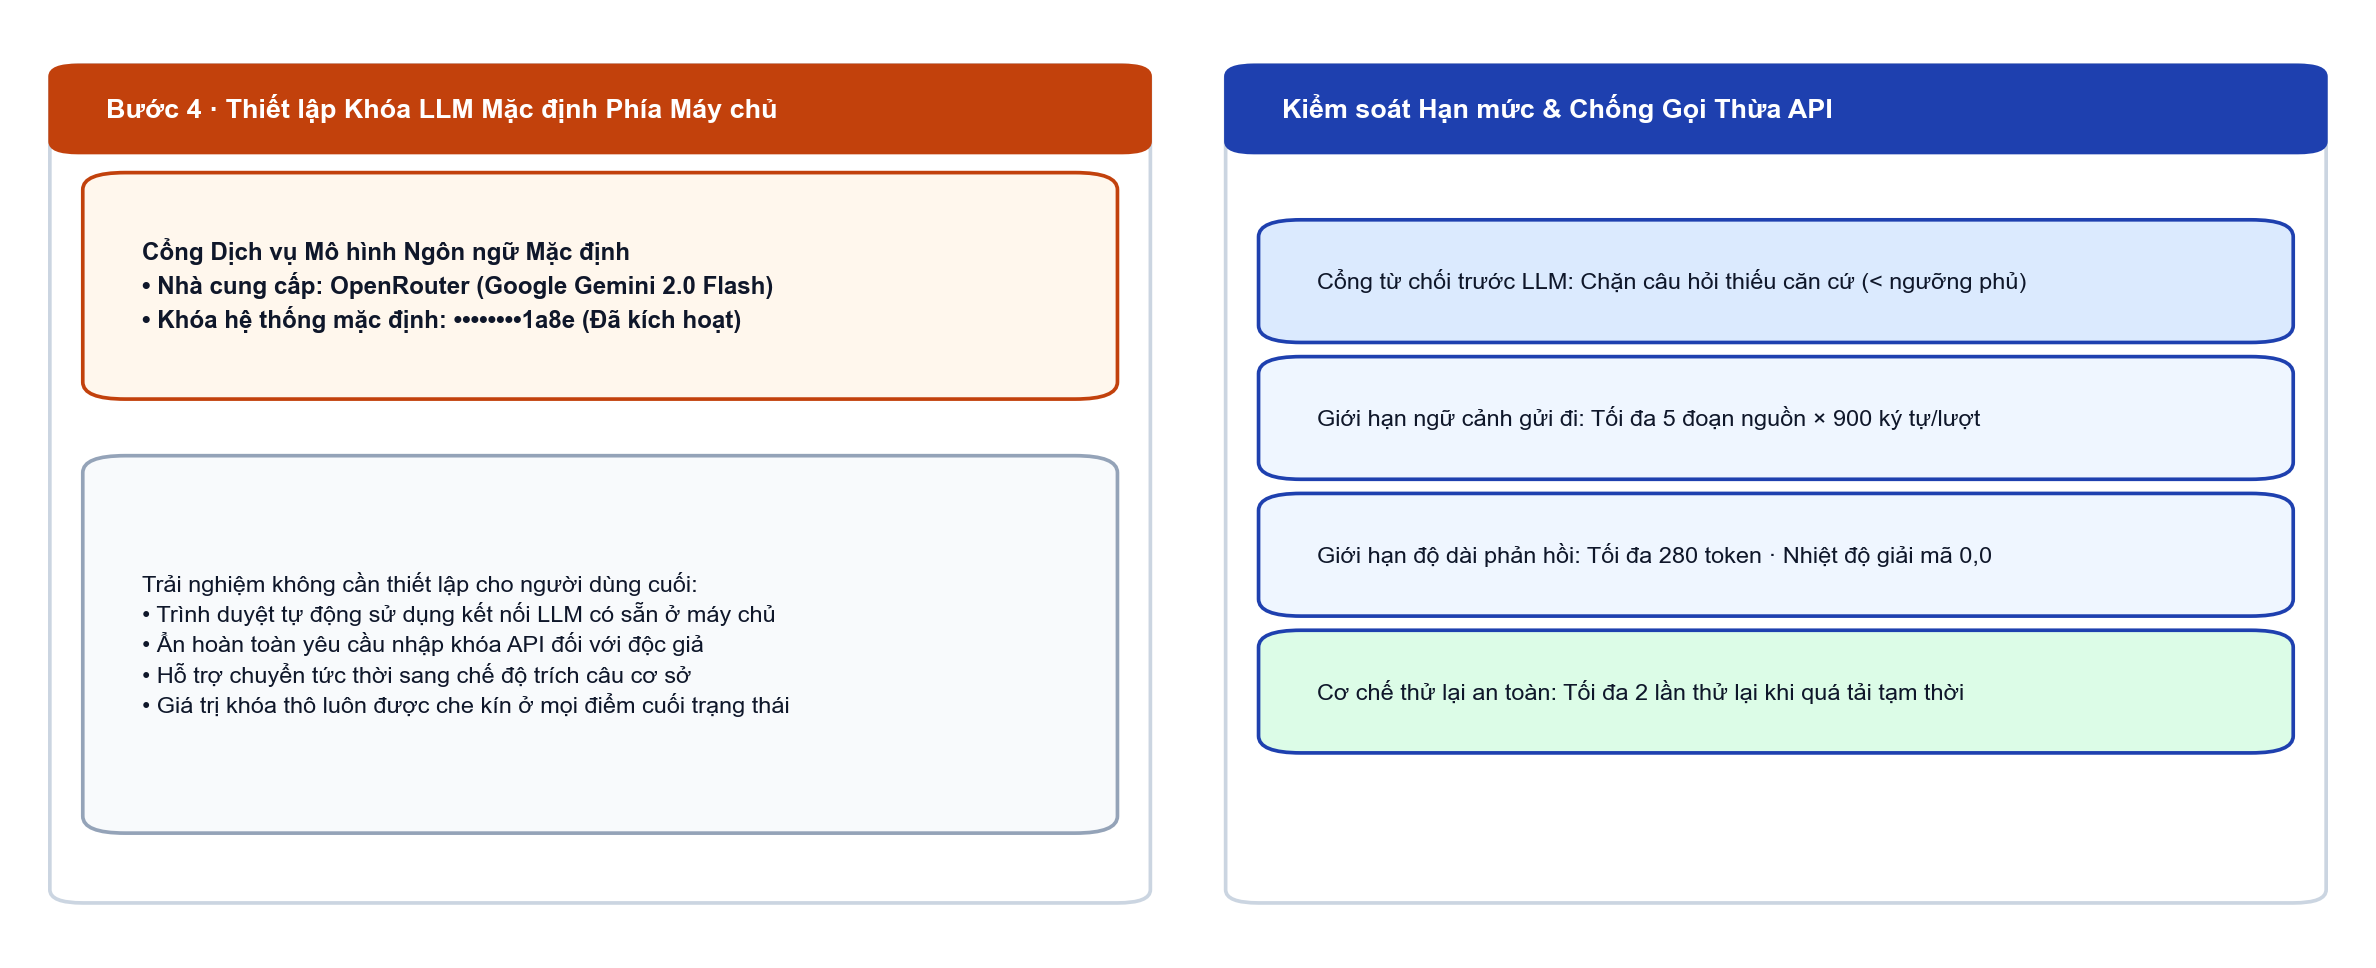 Bước 4 · Thiết lập Khóa LLM Mặc định Phía Máy chủ
Cổng Dịch vụ Mô hình Ngôn ngữ Mặc định
• Nhà cung cấp: OpenRouter (Google Gemini 2.0 Flash)
• Khóa hệ thống mặc định: ••••••••1a8e (Đã kích hoạt)
Trải nghiệm không cần thiết lập cho người dùng cuối:
• Trình duyệt tự động sử dụng kết nối LLM có sẵn ở máy chủ
• Ẩn hoàn toàn yêu cầu nhập khóa API đối với độc giả
• Hỗ trợ chuyển tức thời sang chế độ trích câu cơ sở
• Giá trị khóa thô luôn được che kín ở mọi điểm cuối trạng thái
Kiểm soát Hạn mức & Chống Gọi Thừa API
Cổng từ chối trước LLM: Chặn câu hỏi thiếu căn cứ (< ngưỡng phủ)
Giới hạn ngữ cảnh gửi đi: Tối đa 5 đoạn nguồn × 900 ký tự/lượt
Giới hạn độ dài phản hồi: Tối đa 280 token · Nhiệt độ giải mã 0,0
Cơ chế thử lại an toàn: Tối đa 2 lần thử lại khi quá tải tạm thời